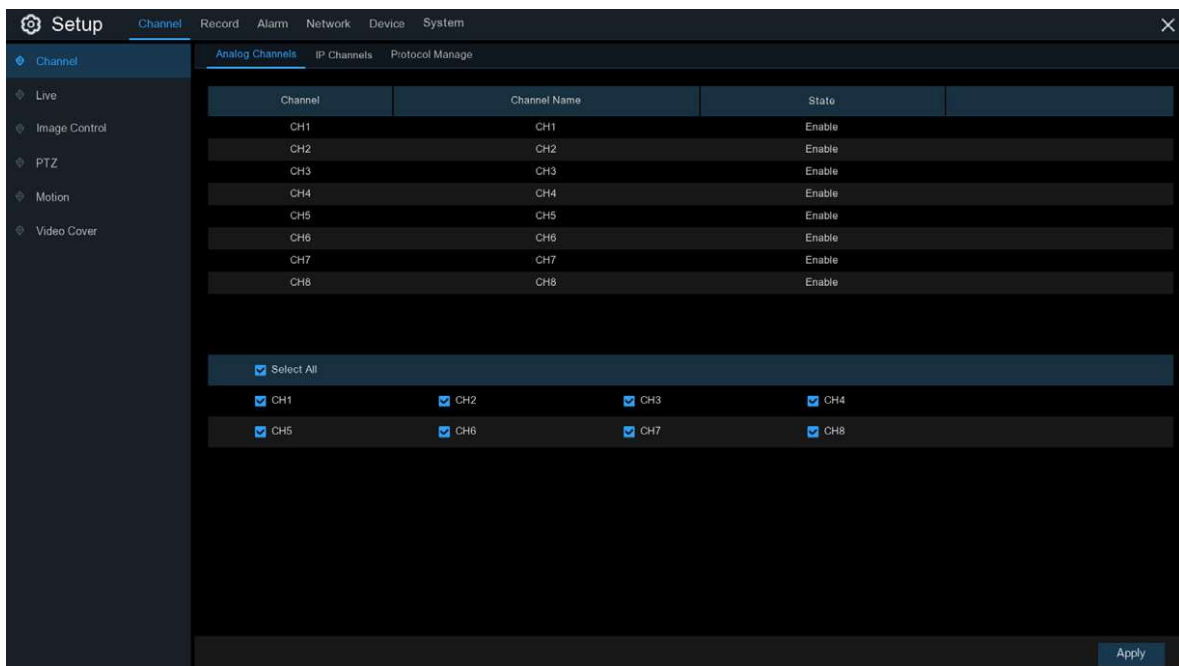 Setup Channel Record Alarm Network Device System
Channel
Live
Image Control
PTZ
Motion
Video Cover
Analog Channels IP Channels Protocol Manage
Channel Channel Name State
CH1 CH1 Enable
CH2 CH2 Enable
CH3 CH3 Enable
CH4 CH4 Enable
CH5 CH5 Enable
CH6 CH6 Enable
CH7 CH7 Enable
CH8 CH8 Enable
Select All
CH1 CH2 CH3 CH4
CH5 CH6 CH7 CH8
Apply